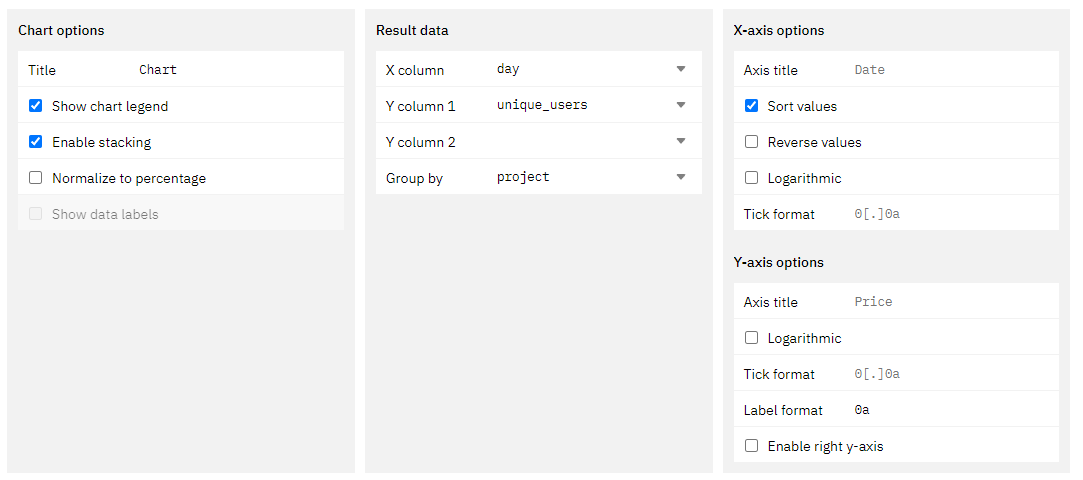 Chart options
Title Chart
Show chart legend
Enable stacking
Normalize to percentage
Show data labels
Result data
X column day
Y column 1 unique_users
Y column 2
Group by project
X-axis options
Axis title Date
Sort values
Reverse values
Logarithmic
Tick format 0[.]0a
Y-axis options
Axis title Price
Logarithmic
Tick format 0[.]0a
Label format 0a
Enable right y-axis